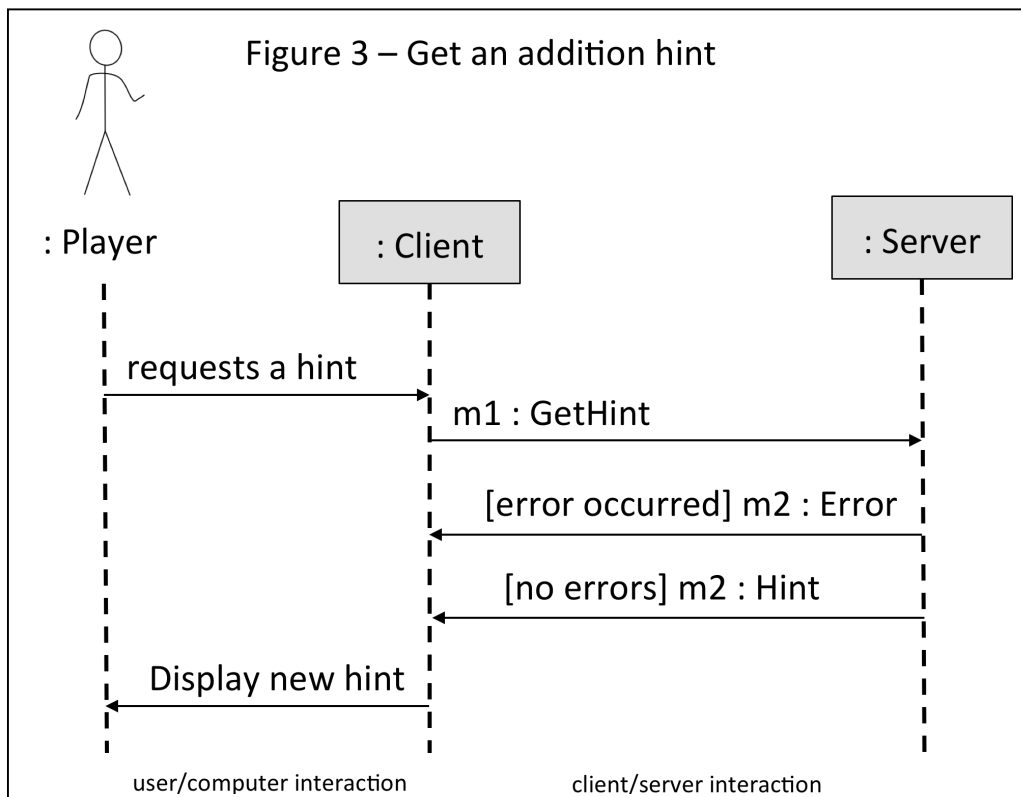 Figure 3 – Get an addition hint
: Player
: Client
: Server
requests a hint
m1 : GetHint
[error occurred] m2 : Error
[no errors] m2 : Hint
Display new hint
user/computer interaction
client/server interaction